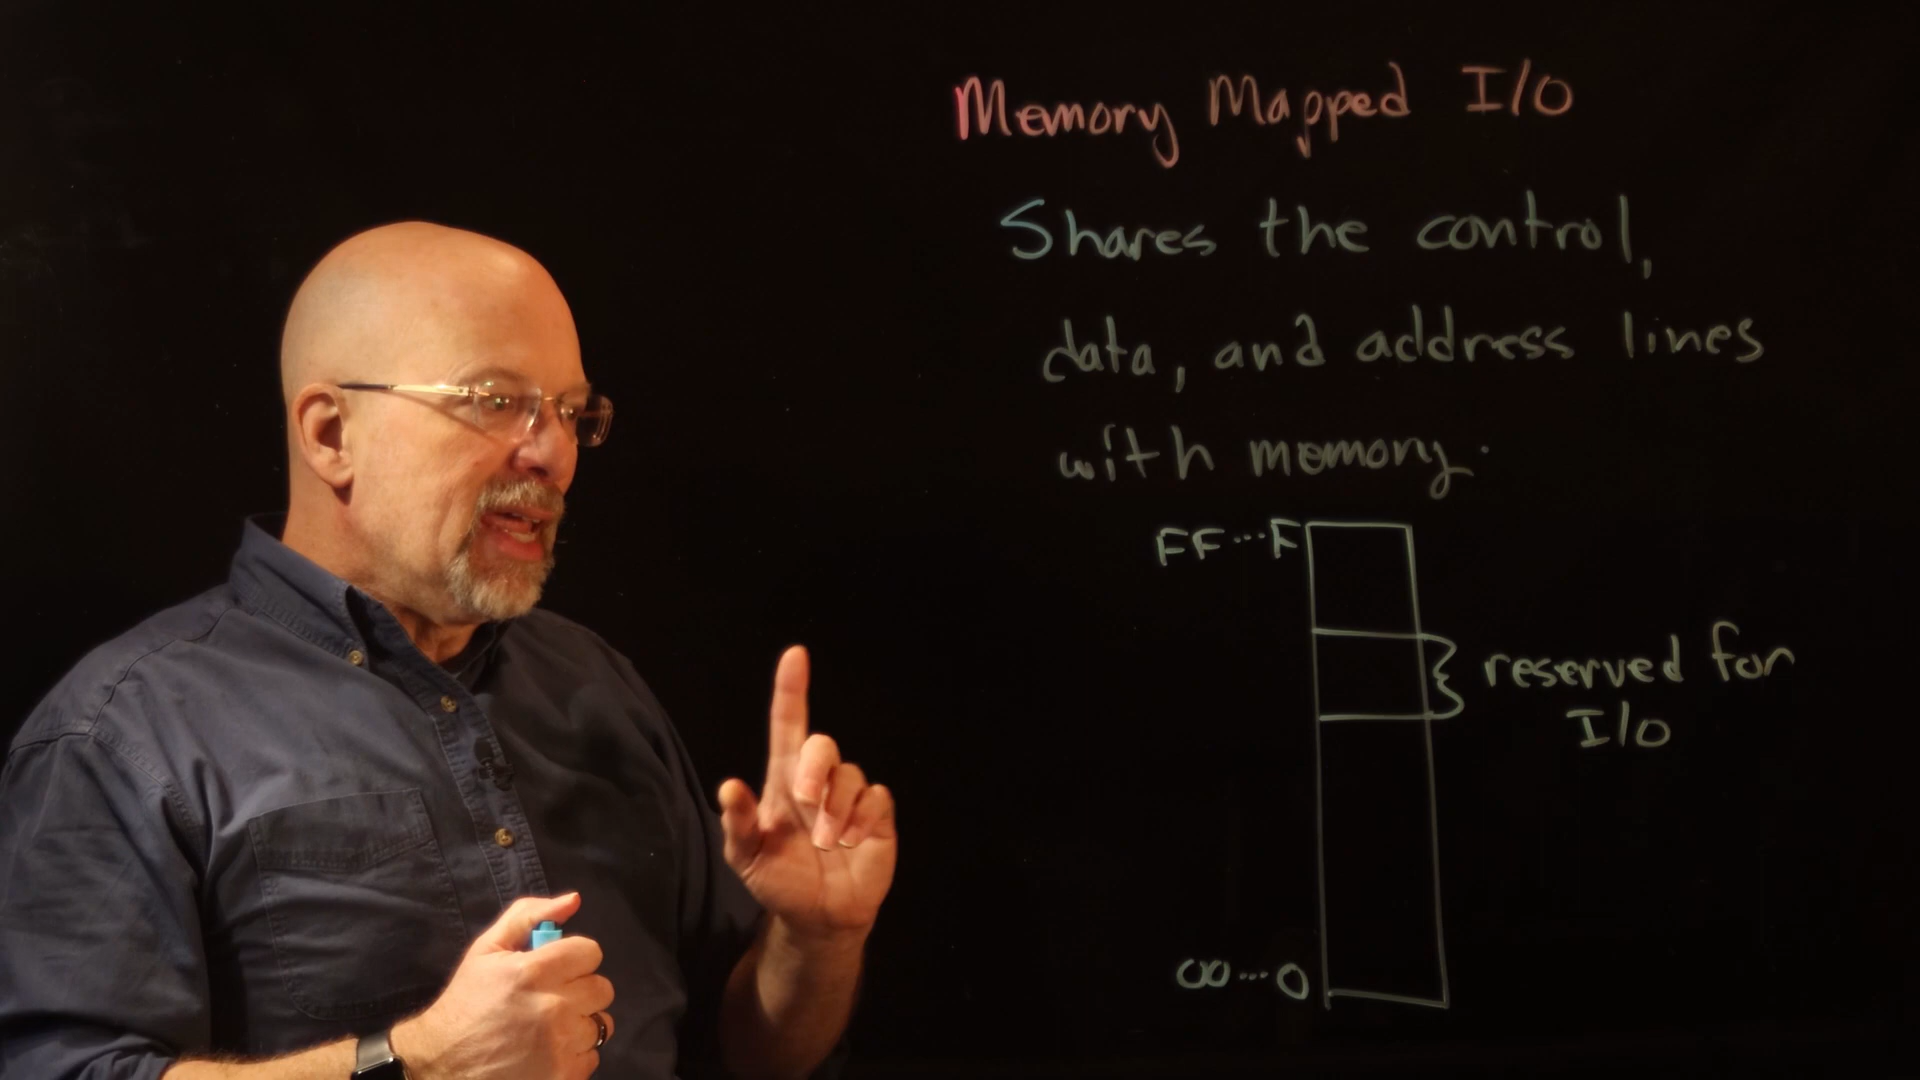 Memory Mapped I/O
Shares the control,
data, and address lines
with memory.
FF...F
reserved for
I/O
00...0